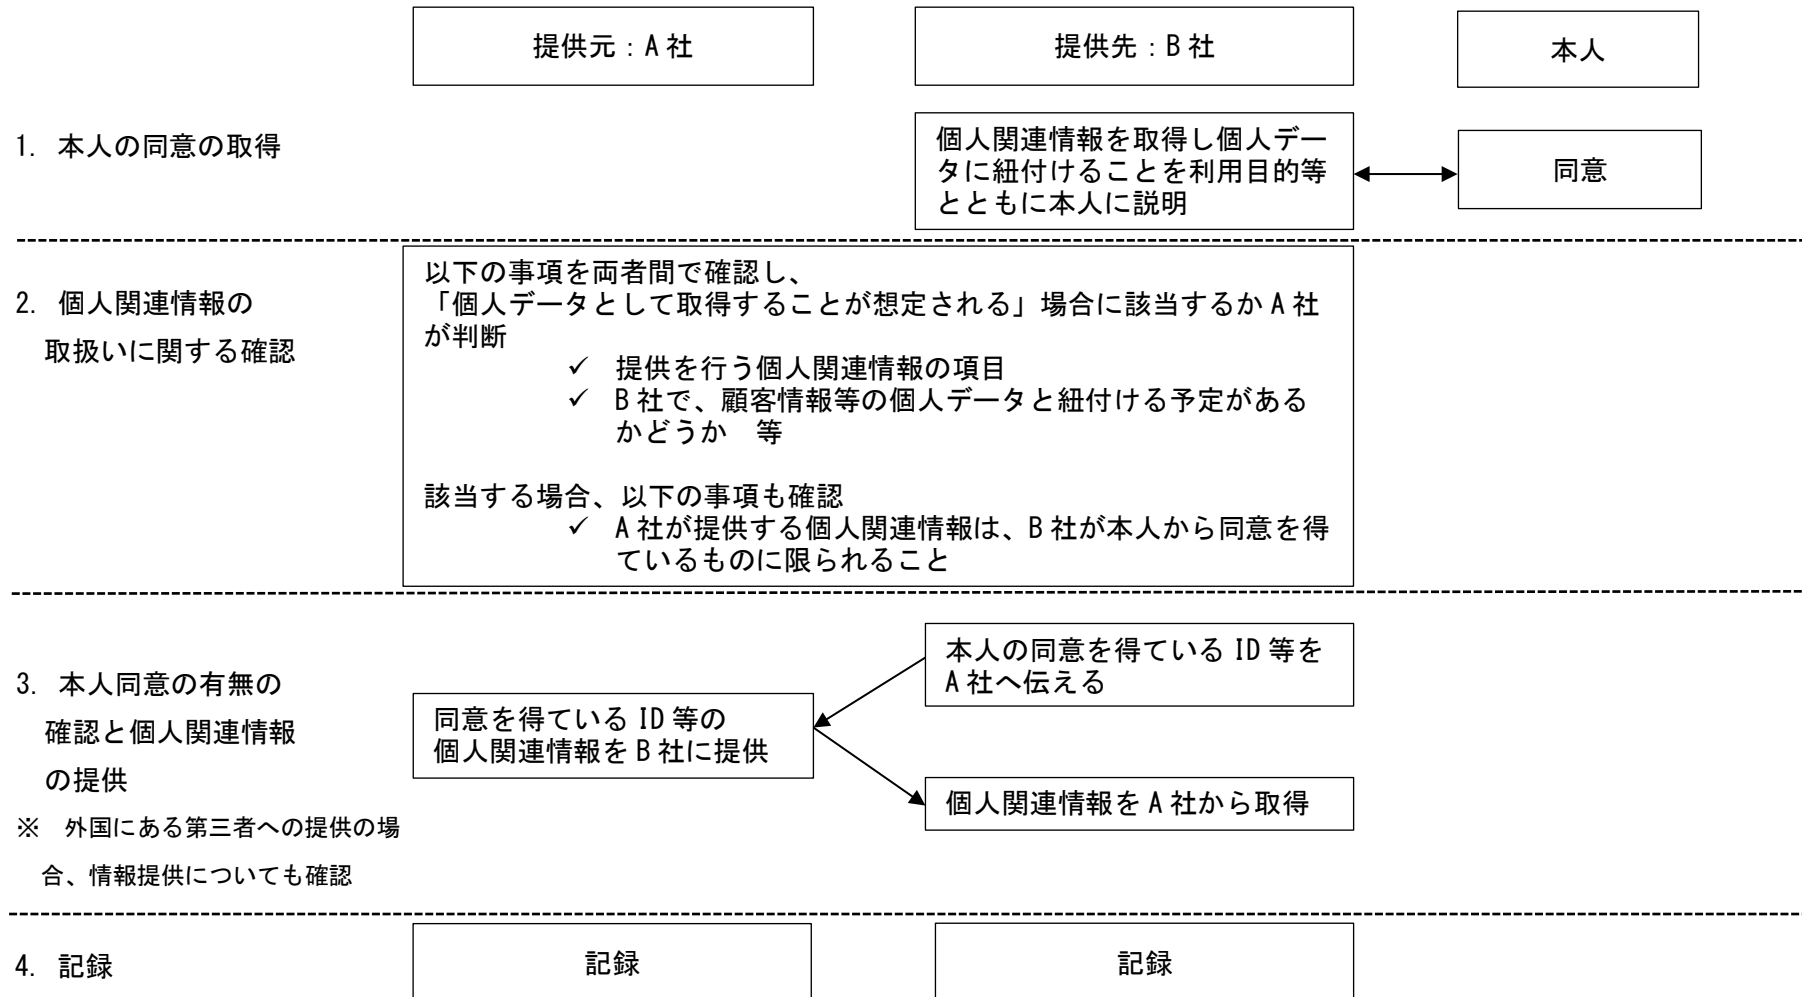 提供元：A 社
提供先：B 社
本人
1. 本人の同意の取得
個人関連情報を取得し個人デー
タに紐付けることを利用目的等
とともに本人に説明
同意
2. 個人関連情報の
取扱いに関する確認
以下の事項を両者間で確認し、
「個人データとして取得することが想定される」場合に該当するか A 社
が判断
✓ 提供を行う個人関連情報の項目
✓ B 社で、顧客情報等の個人データと紐付ける予定がある
かどうか 等
該当する場合、以下の事項も確認
✓ A 社が提供する個人関連情報は、B 社が本人から同意を得
ているものに限られること
3. 本人同意の有無の
確認と個人関連情報
の提供
※ 外国にある第三者への提供の場
合、情報提供についても確認
本人の同意を得ている ID 等を
A 社へ伝える
同意を得ている ID 等の
個人関連情報を B 社に提供
個人関連情報を A 社から取得
4. 記録
記録
記録